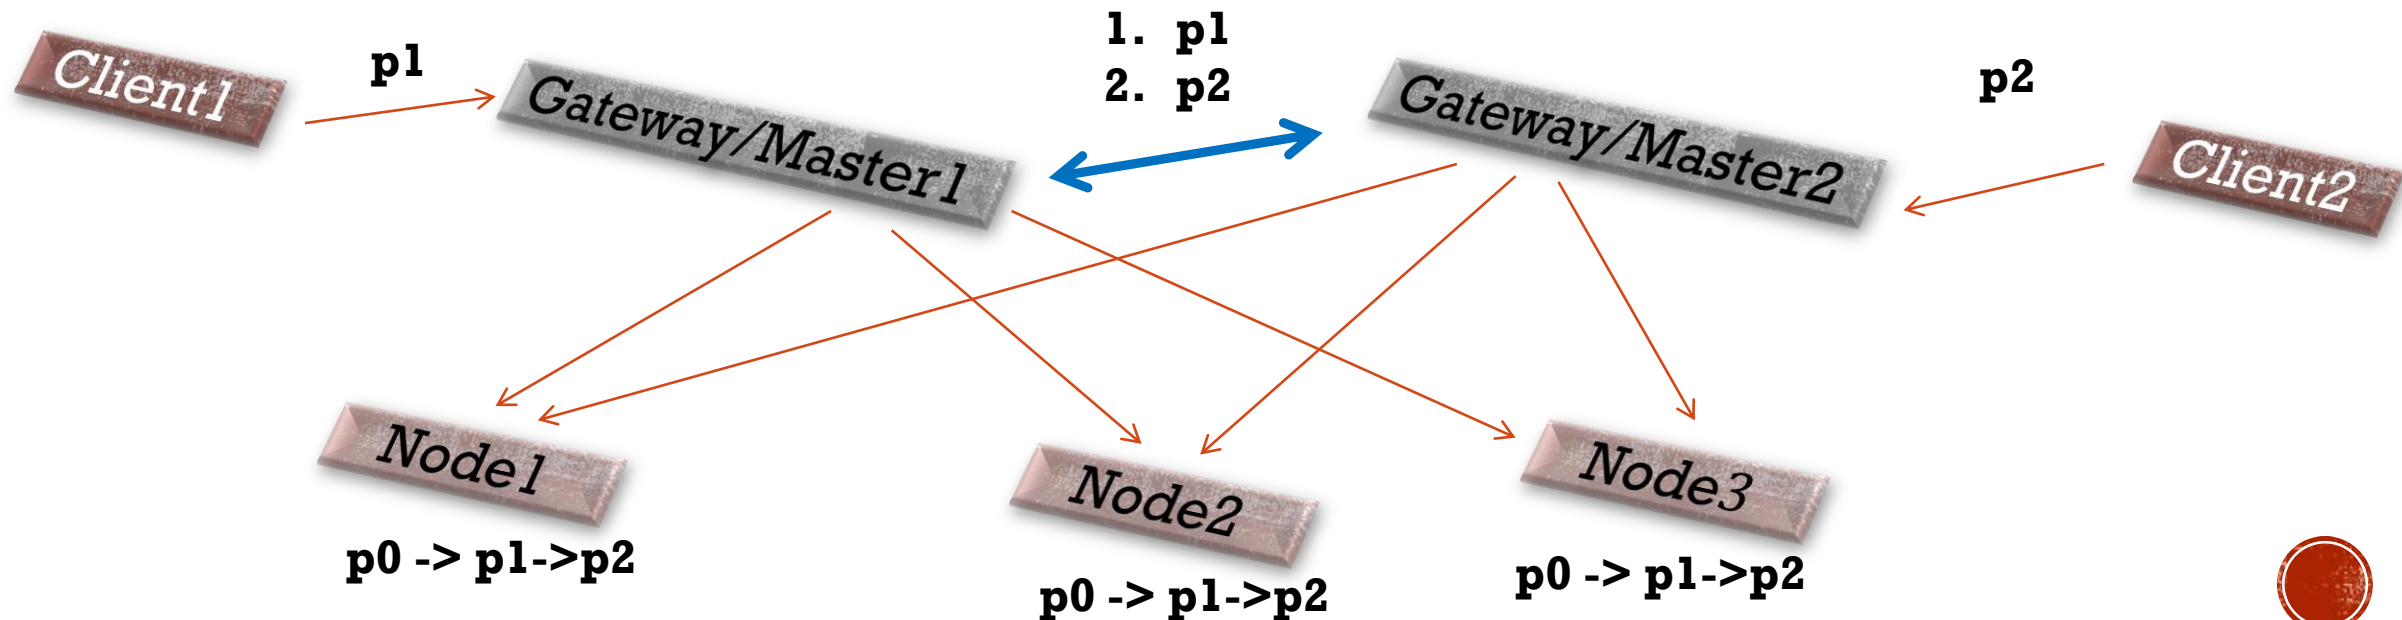 Client1
p1
Gateway/Master1
1. p1
2. p2
Gateway/Master2
p2
Client2
Node1
p0 -> p1->p2
Node2
p0 -> p1->p2
Node3
p0 -> p1->p2